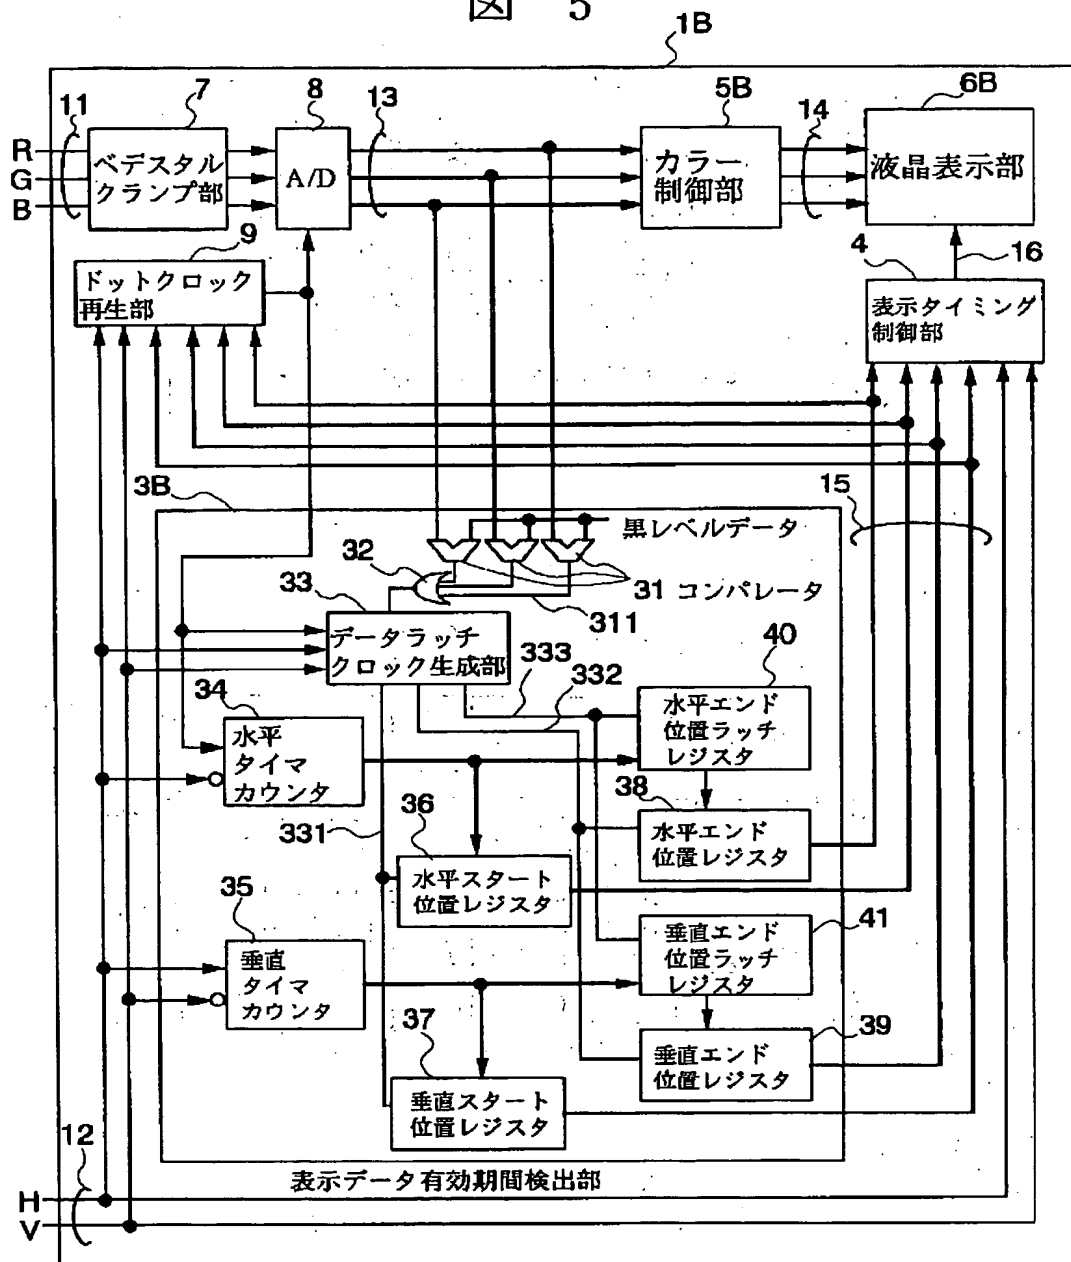 図 5
1B
11
7
8
13
5B
14
6B
R
G
B
ペデスタル
クランプ部
A/D
カラー
制御部
液晶表示部
9
4
16
ドットクロック
再生部
表示タイミング
制御部
3B
15
黒レベルデータ
32
31 コンパレータ
311
33
データラッチ
クロック生成部
333
332
40
水平エンド
位置ラッチ
レジスタ
34
水平
タイマ
カウンタ
38
水平エンド
位置レジスタ
331
36
水平スタート
位置レジスタ
35
垂直
タイマ
カウンタ
41
垂直エンド
位置ラッチ
レジスタ
37
垂直スタート
位置レジスタ
39
垂直エンド
位置レジスタ
12
表示データ有効期間検出部
H
V